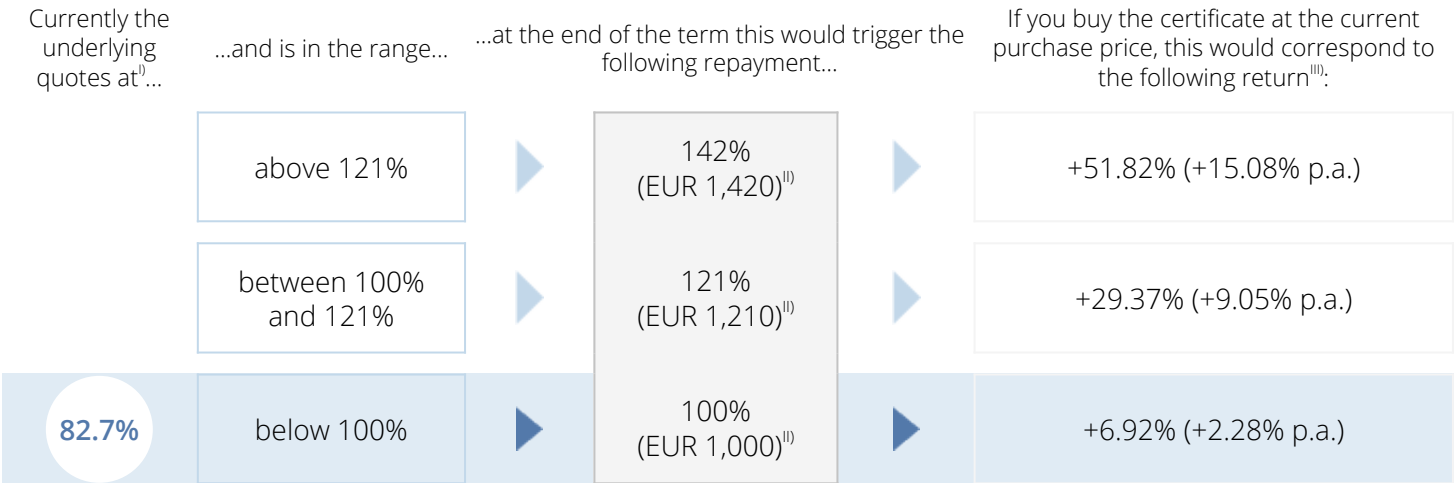 Currently the
underlying
quotes at I)...
...and is in the range...
...at the end of the term this would trigger the
following repayment...
If you buy the certificate at the current
purchase price, this would correspond to
the following return III):
above 121%
142%
(EUR 1,420) II)
+51.82% (+15.08% p.a.)
between 100%
and 121%
121%
(EUR 1,210) II)
+29.37% (+9.05% p.a.)
82.7%
below 100%
100%
(EUR 1,000) II)
+6.92% (+2.28% p.a.)